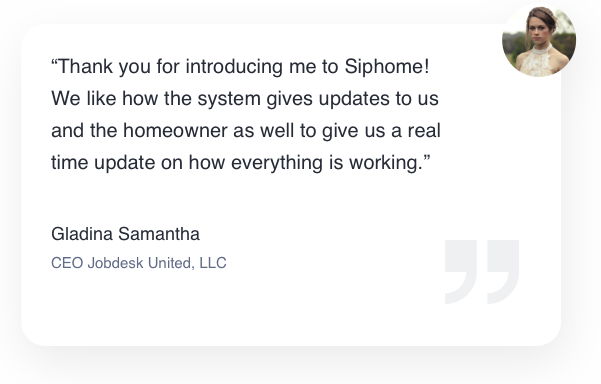 “Thank you for introducing me to Siphome!
We like how the system gives updates to us
and the homeowner as well to give us a real
time update on how everything is working.”
Gladina Samantha
CEO Jobdesk United, LLC